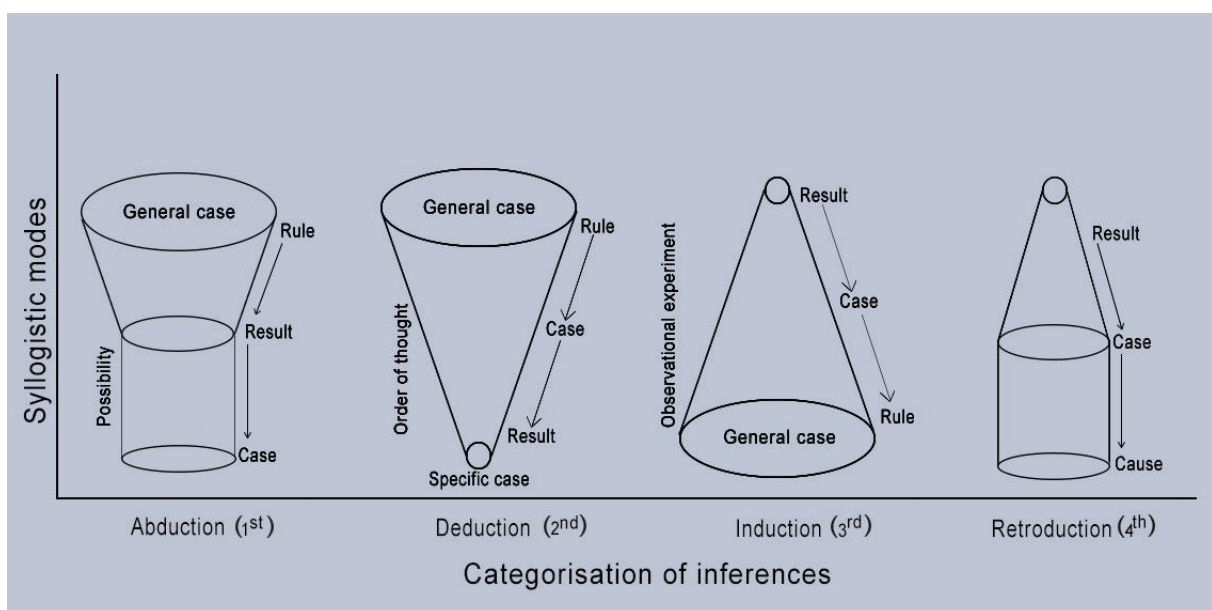 Syllogistic modes
General case
Rule
Result
Possibility
Case
Abduction (1st)
General case
Rule
Case
Order of thought
Result
Specific case
Deduction (2nd)
Result
Case
Observational experiment
Rule
General case
Induction (3rd)
Result
Case
Cause
Retroduction (4th)
Categorisation of inferences